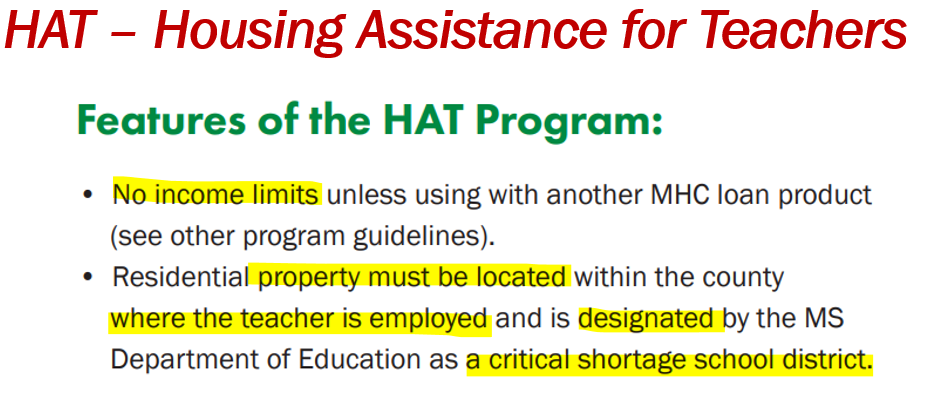 HAT – Housing Assistance for Teachers
Features of the HAT Program:
• No income limits unless using with another MHC loan product
(see other program guidelines).
• Residential property must be located within the county
where the teacher is employed and is designated by the MS
Department of Education as a critical shortage school district.